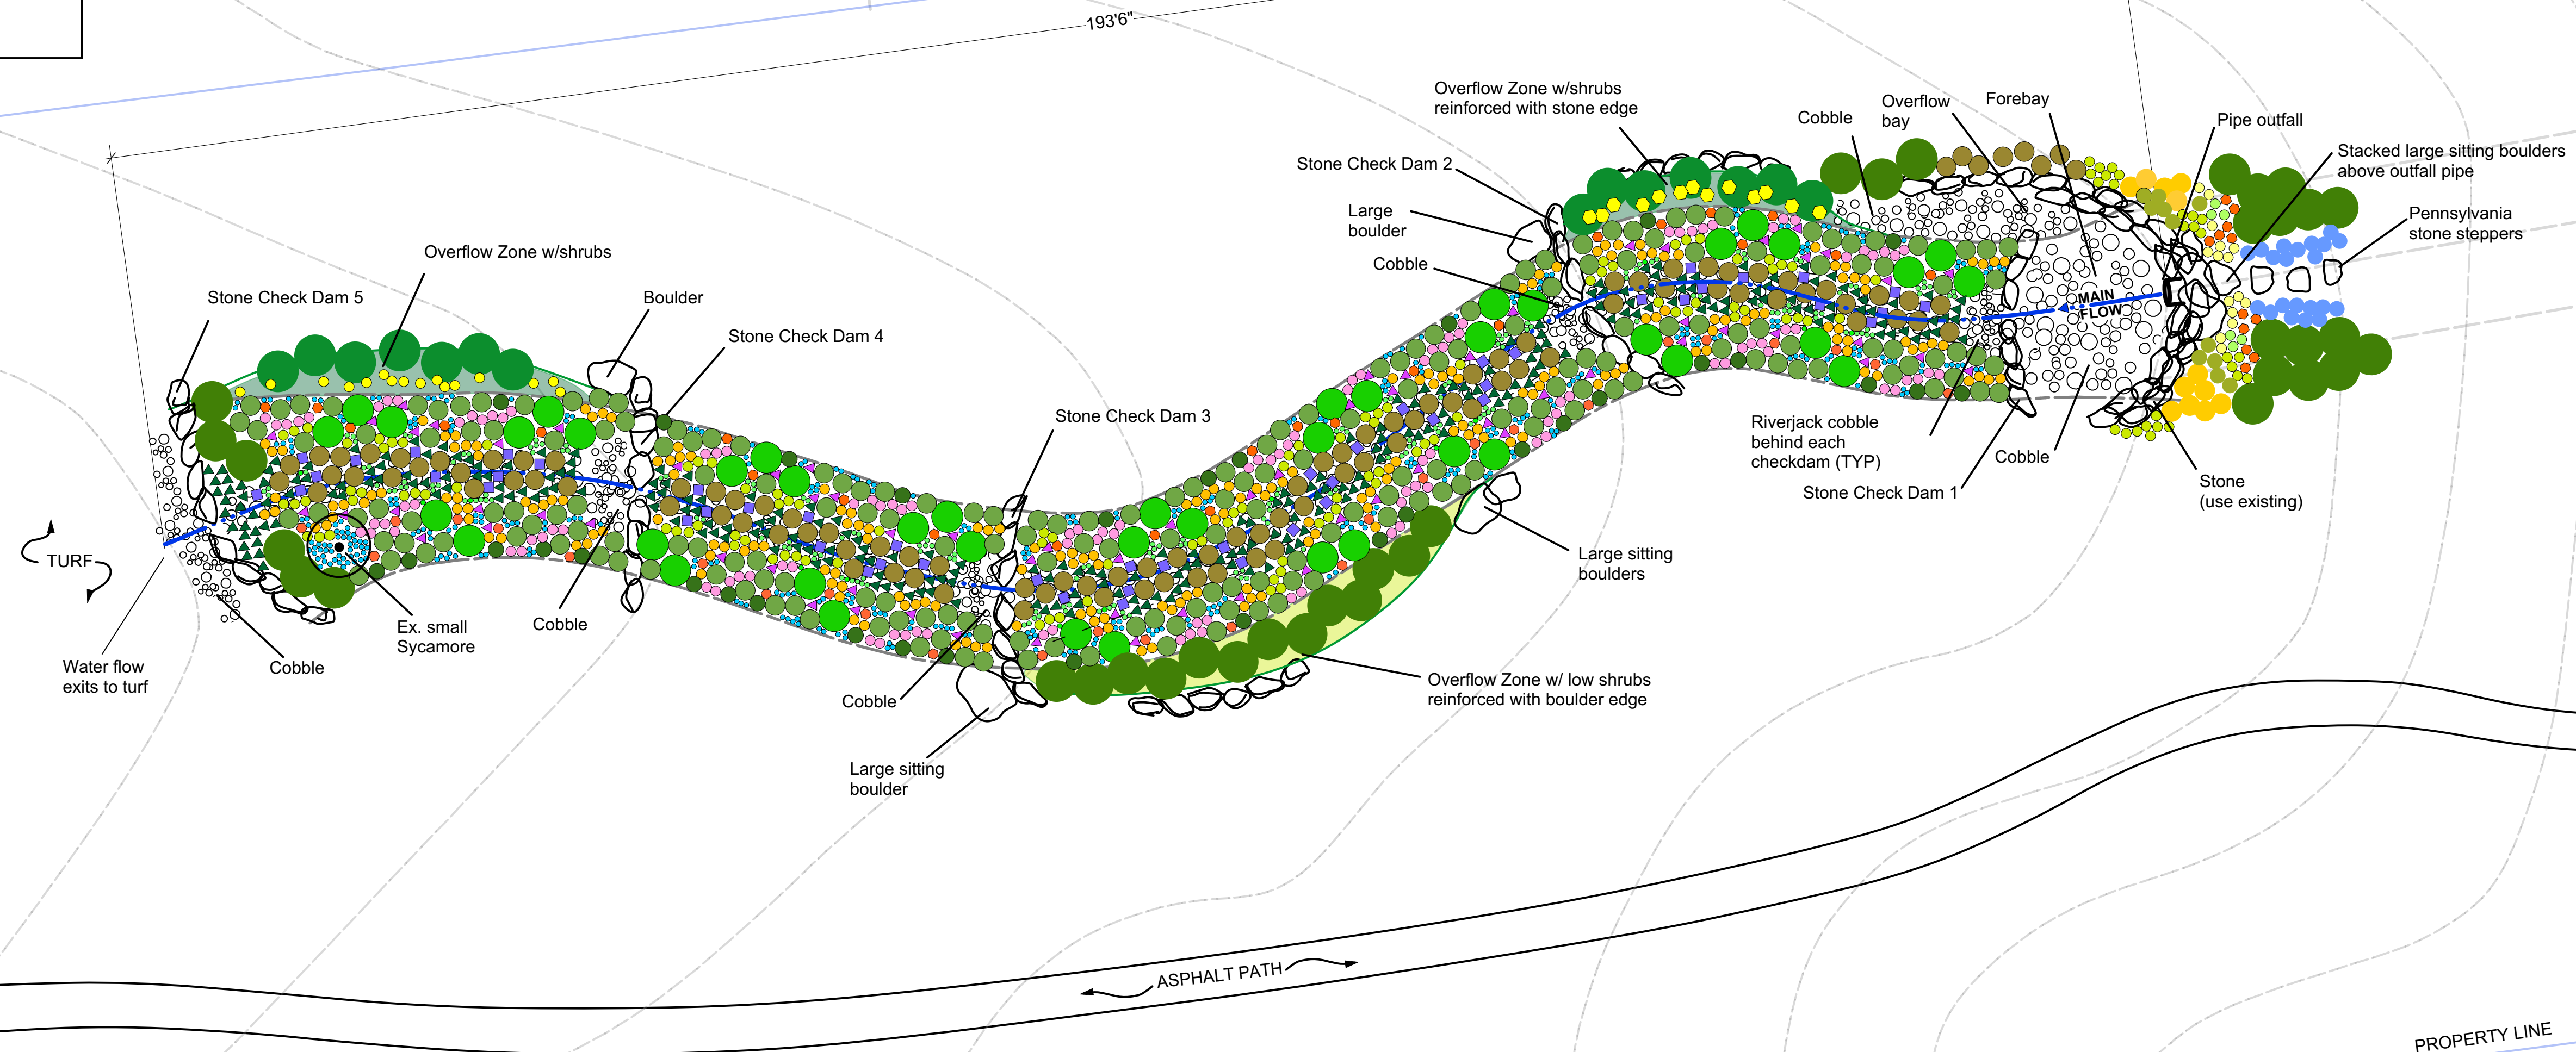 193'6"
Overflow Zone w/shrubs
reinforced with stone edge
Cobble
Overflow
bay
Forebay
Pipe outfall
Stacked large sitting boulders
above outfall pipe
Stone Check Dam 2
Large
boulder
Pennsylvania
stone steppers
Cobble
Overflow Zone w/shrubs
Stone Check Dam 5
Boulder
Stone Check Dam 4
MAIN
FLOW
Stone Check Dam 3
Riverjack cobble
behind each
checkdam (TYP)
Cobble
Stone Check Dam 1
Stone
(use existing)
TURF
Large sitting
boulders
Ex. small
Sycamore
Cobble
Water flow
exits to turf
Cobble
Cobble
Overflow Zone w/ low shrubs
reinforced with boulder edge
Large sitting
boulder
ASPHALT PATH
PROPERTY LINE